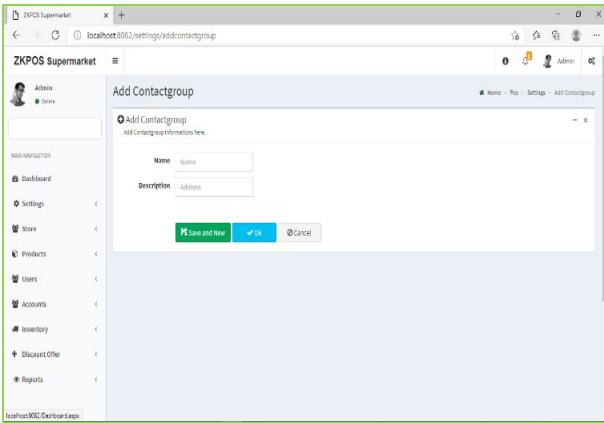 ZKPOS Supermarket
localhost:8082/settings/addcontactgroup
ZKPOS Supermarket
Admin
Admin
Online
Add Contactgroup
Home > Pos > Settings > Add Contactgroup
Add Contactgroup
Add Contactgroup informations here.
MAIN NAVIGATION
Name Name
Description Address
Save and New Ok Cancel
Dashboard
Settings
Store
Products
Users
Accounts
Inventory
Discount Offer
Reports
localhost:8082/Dashboard.aspx